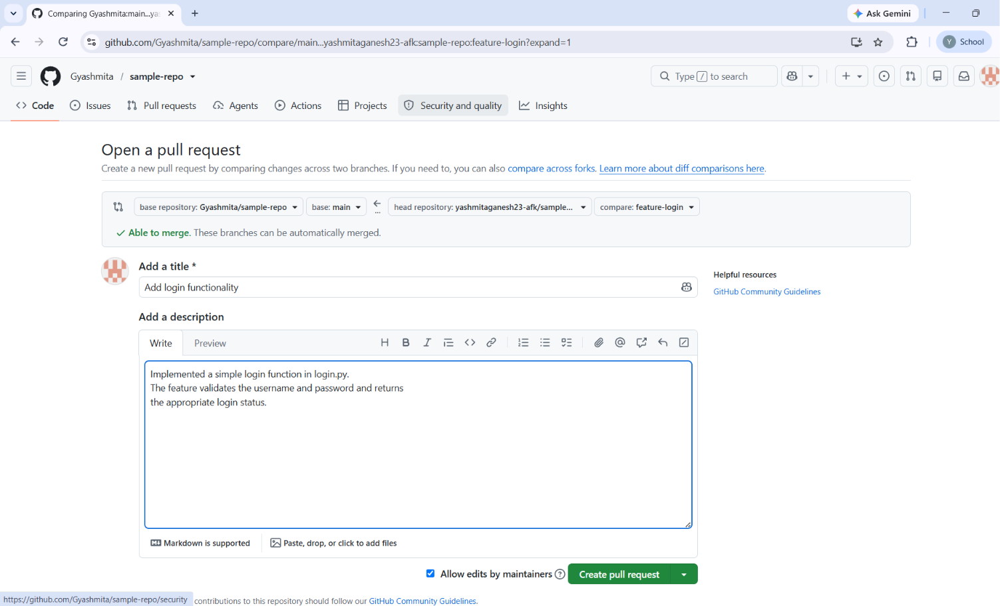 Comparing Gyashmita:main...yas
Ask Gemini
github.com/Gyashmita/sample-repo/compare/main...yashmitaganesh23-afk:sample-repo:feature-login?expand=1
Y School
Gyashmita / sample-repo
Type / to search
Code Issues Pull requests Agents Actions Projects Security and quality Insights
Open a pull request
Create a new pull request by comparing changes across two branches. If you need to, you can also compare across forks. Learn more about diff comparisons here.
base repository: Gyashmita/sample-repo base: main ... head repository: yashmitaganesh23-afk/sample... compare: feature-login
Able to merge. These branches can be automatically merged.
Add a title *
Add login functionality
Helpful resources
GitHub Community Guidelines
Add a description
Write Preview
Implemented a simple login function in login.py.
The feature validates the username and password and returns
the appropriate login status.
Markdown is supported Paste, drop, or click to add files
Allow edits by maintainers Create pull request
https://github.com/Gyashmita/sample-repo/security contributions to this repository should follow our GitHub Community Guidelines.